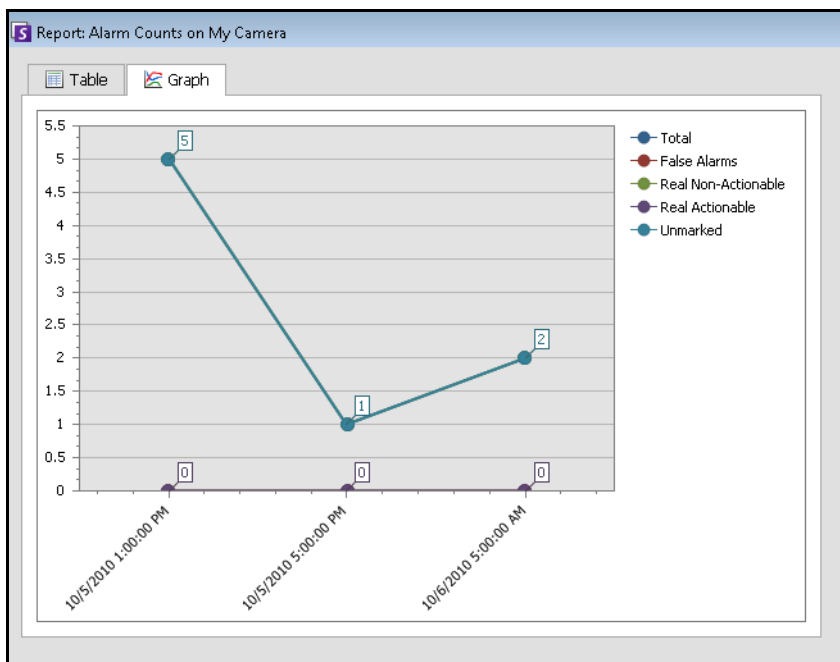 Report: Alarm Counts on My Camera
Table
Graph
5.5
5
4.5
4
3.5
3
2.5
2
1.5
1
0.5
0
5
1
2
0
0
0
10/5/2010 1:00:00 PM
10/5/2010 5:00:00 PM
10/6/2010 5:00:00 AM
Total
False Alarms
Real Non-Actionable
Real Actionable
Unmarked